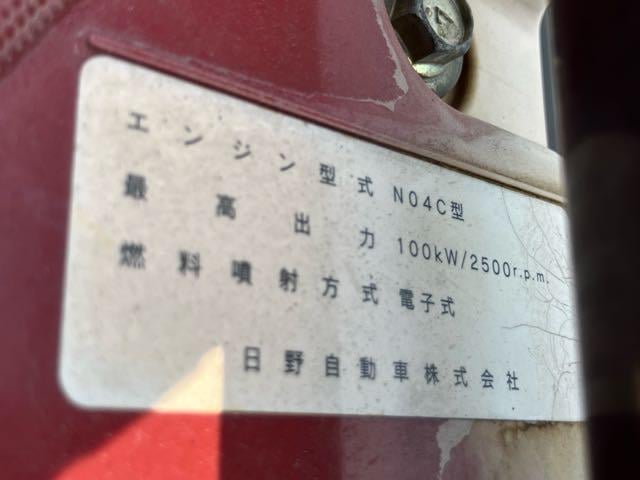 エンジン型式 N04C型
最高出力 100kW/2500r.p.m.
燃料噴射方式 電子式
日野自動車株式会社